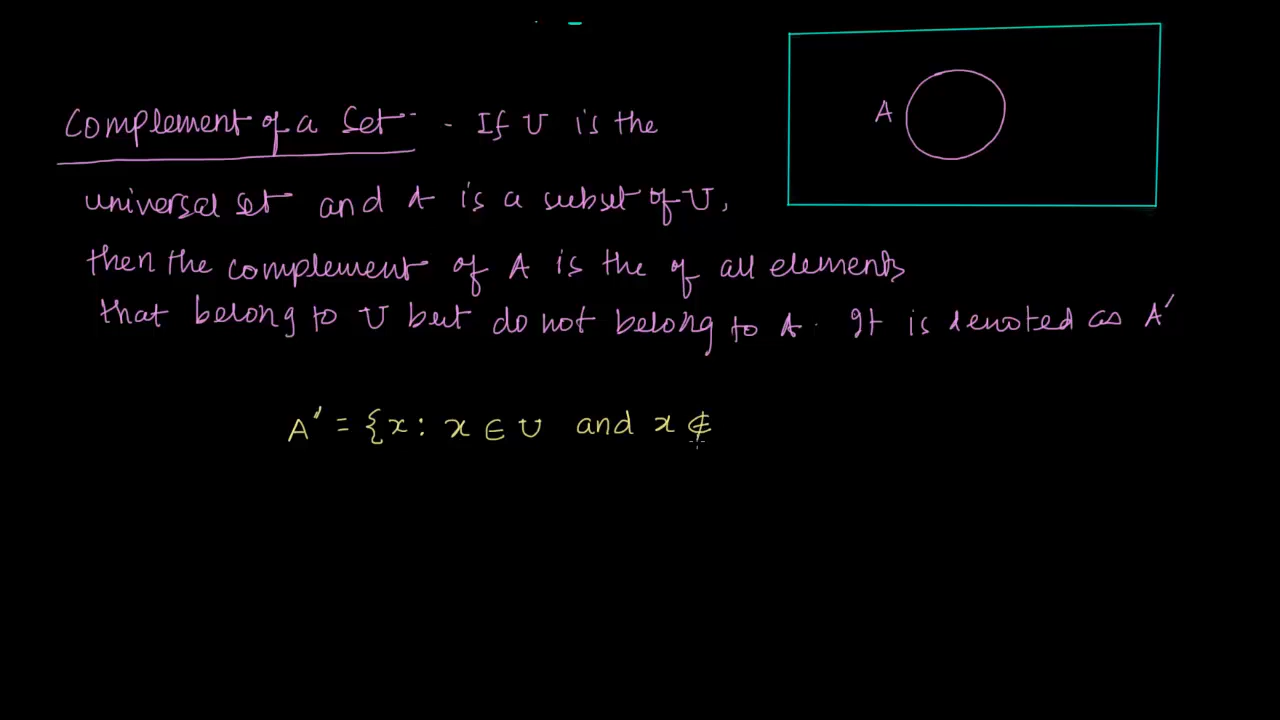 Complement of a Set - If U is the
universal set and A is a subset of U,
then the complement of A is the of all elements
that belong to U but do not belong to A. It is denoted as A'
A' = {x : x ∈ U and x ∉
A